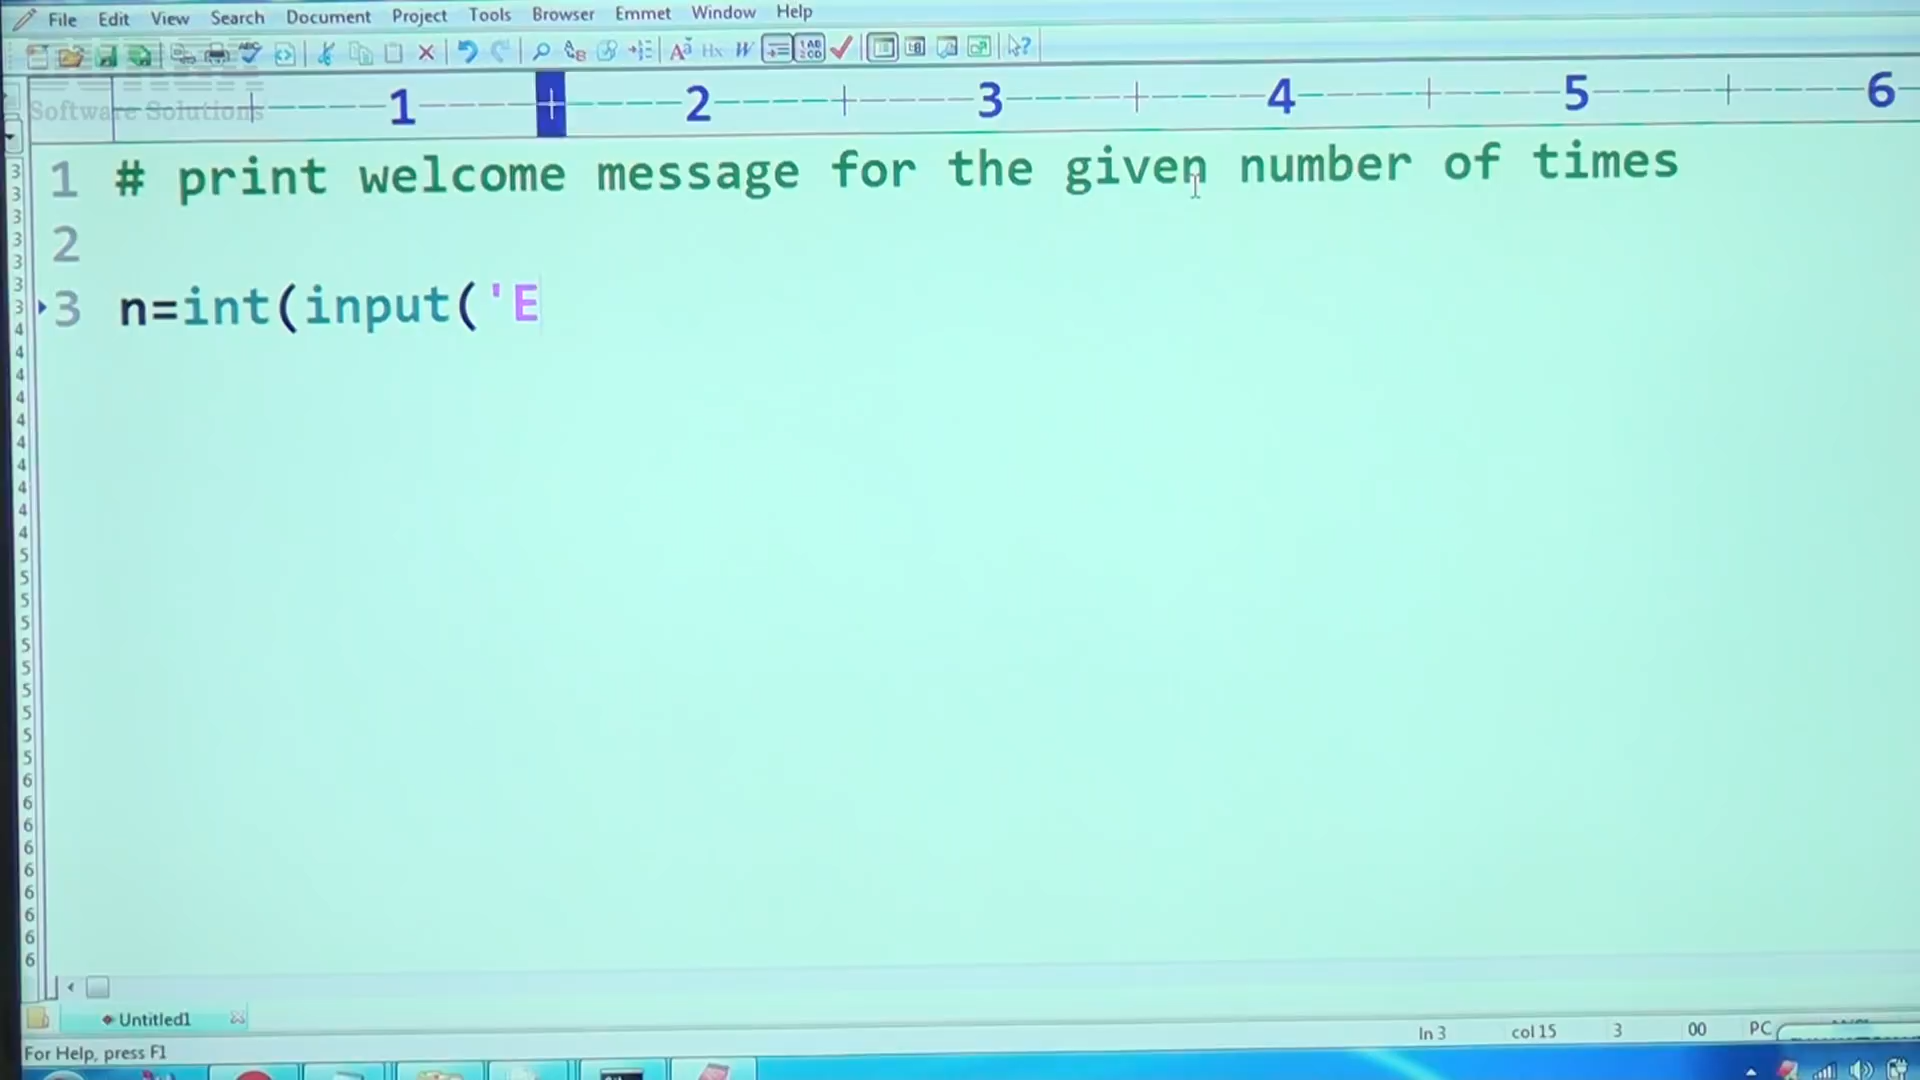 File Edit View Search Document Project Tools Browser Emmet Window Help
Software Solutions
1 2 3 4 5 6
1 # print welcome message for the given number of times
2
3 n=int(input('E
Untitled1
ln 3 col 15 3 00 PC
For Help, press F1